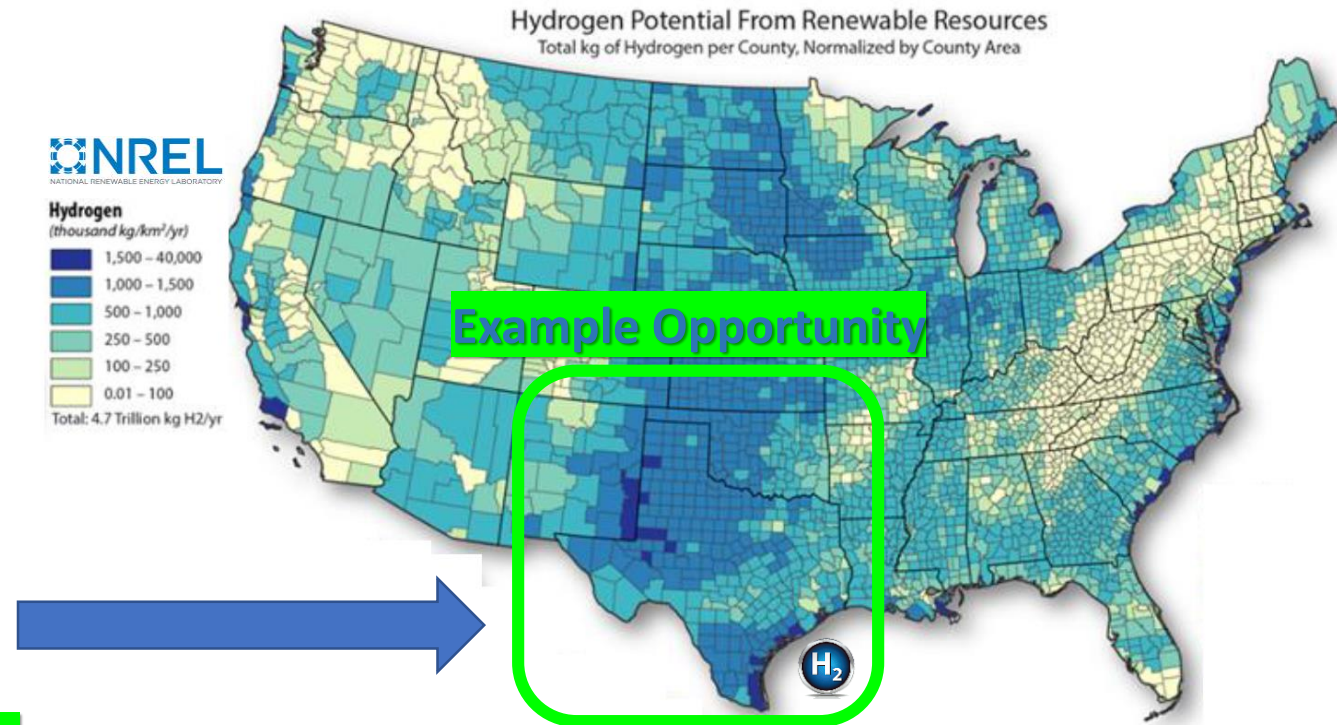 Hydrogen Potential From Renewable Resources
Total kg of Hydrogen per County, Normalized by County Area
NREL
NATIONAL RENEWABLE ENERGY LABORATORY
Hydrogen
(thousand kg/km²/yr)
1,500 – 40,000
1,000 – 1,500
500 – 1,000
250 – 500
100 – 250
0.01 – 100
Total: 4.7 Trillion kg H2/yr
Example Opportunity
H₂